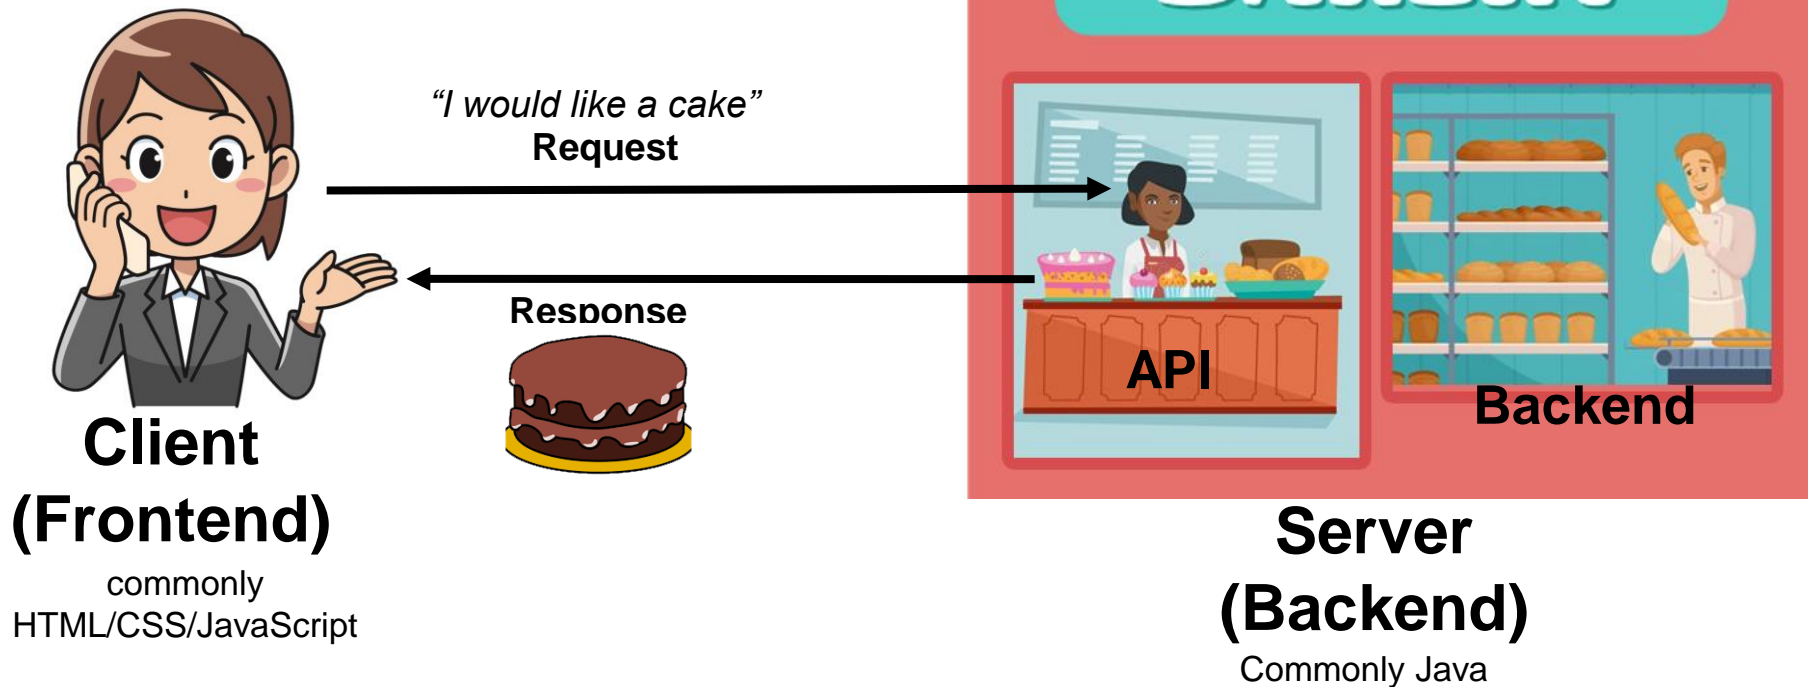 “I would like a cake”
Request
Response
API
Backend
Client
(Frontend)
commonly
HTML/CSS/JavaScript
Server
(Backend)
Commonly Java